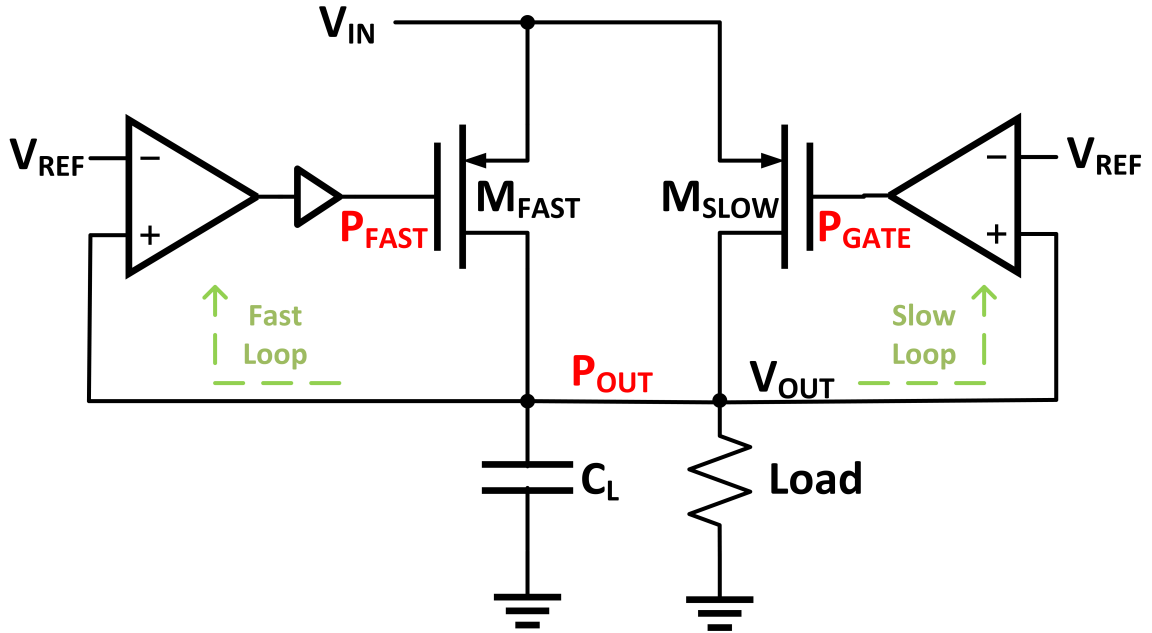 VIN
VREF
−
+
MFAST
PFAST
MSLOW
PGATE
VREF
−
+
Fast
Loop
Slow
Loop
POUT
VOUT
CL
Load